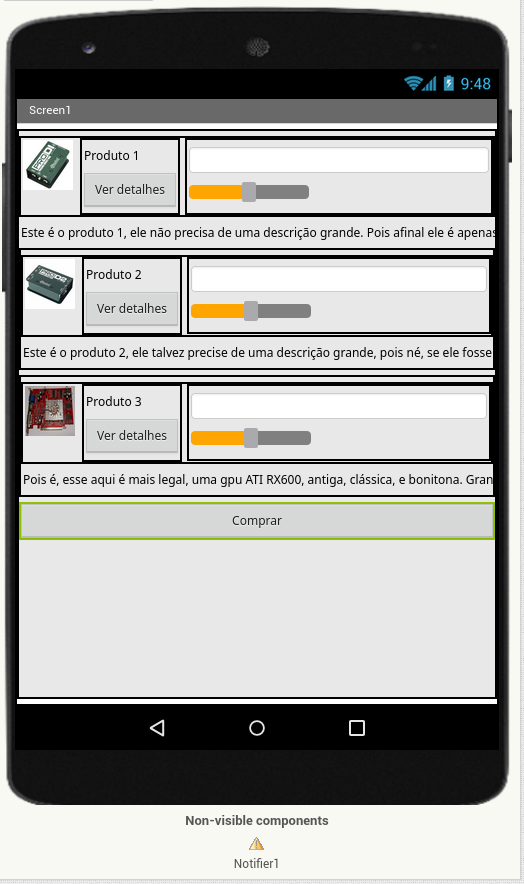 9:48
Screen1
Produto 1
Ver detalhes
Este é o produto 1, ele não precisa de uma descrição grande. Pois afinal ele é apenas
Produto 2
Ver detalhes
Este é o produto 2, ele talvez precise de uma descrição grande, pois né, se ele fosse
Produto 3
Ver detalhes
Pois é, esse aqui é mais legal, uma gpu ATI RX600, antiga, clássica, e bonitona. Gran
Comprar
Non-visible components
Notifier1